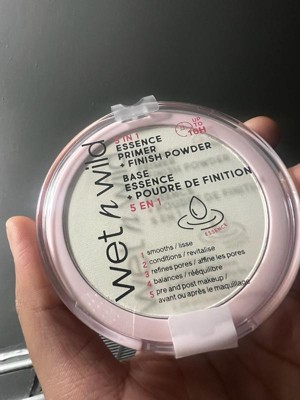 wet n wild
5 IN 1
ESSENCE
PRIMER
+ FINISH POWDER
UP
TO
16H
BASE
ESSENCE
+ POUDRE DE FINITION
5 EN 1
ESSENCE
1 smooths / lisse
2 conditions / revitalise
3 refines pores / affine les pores
4 balances / rééquilibre
5 pre and post makeup /
avant ou après le maquillage